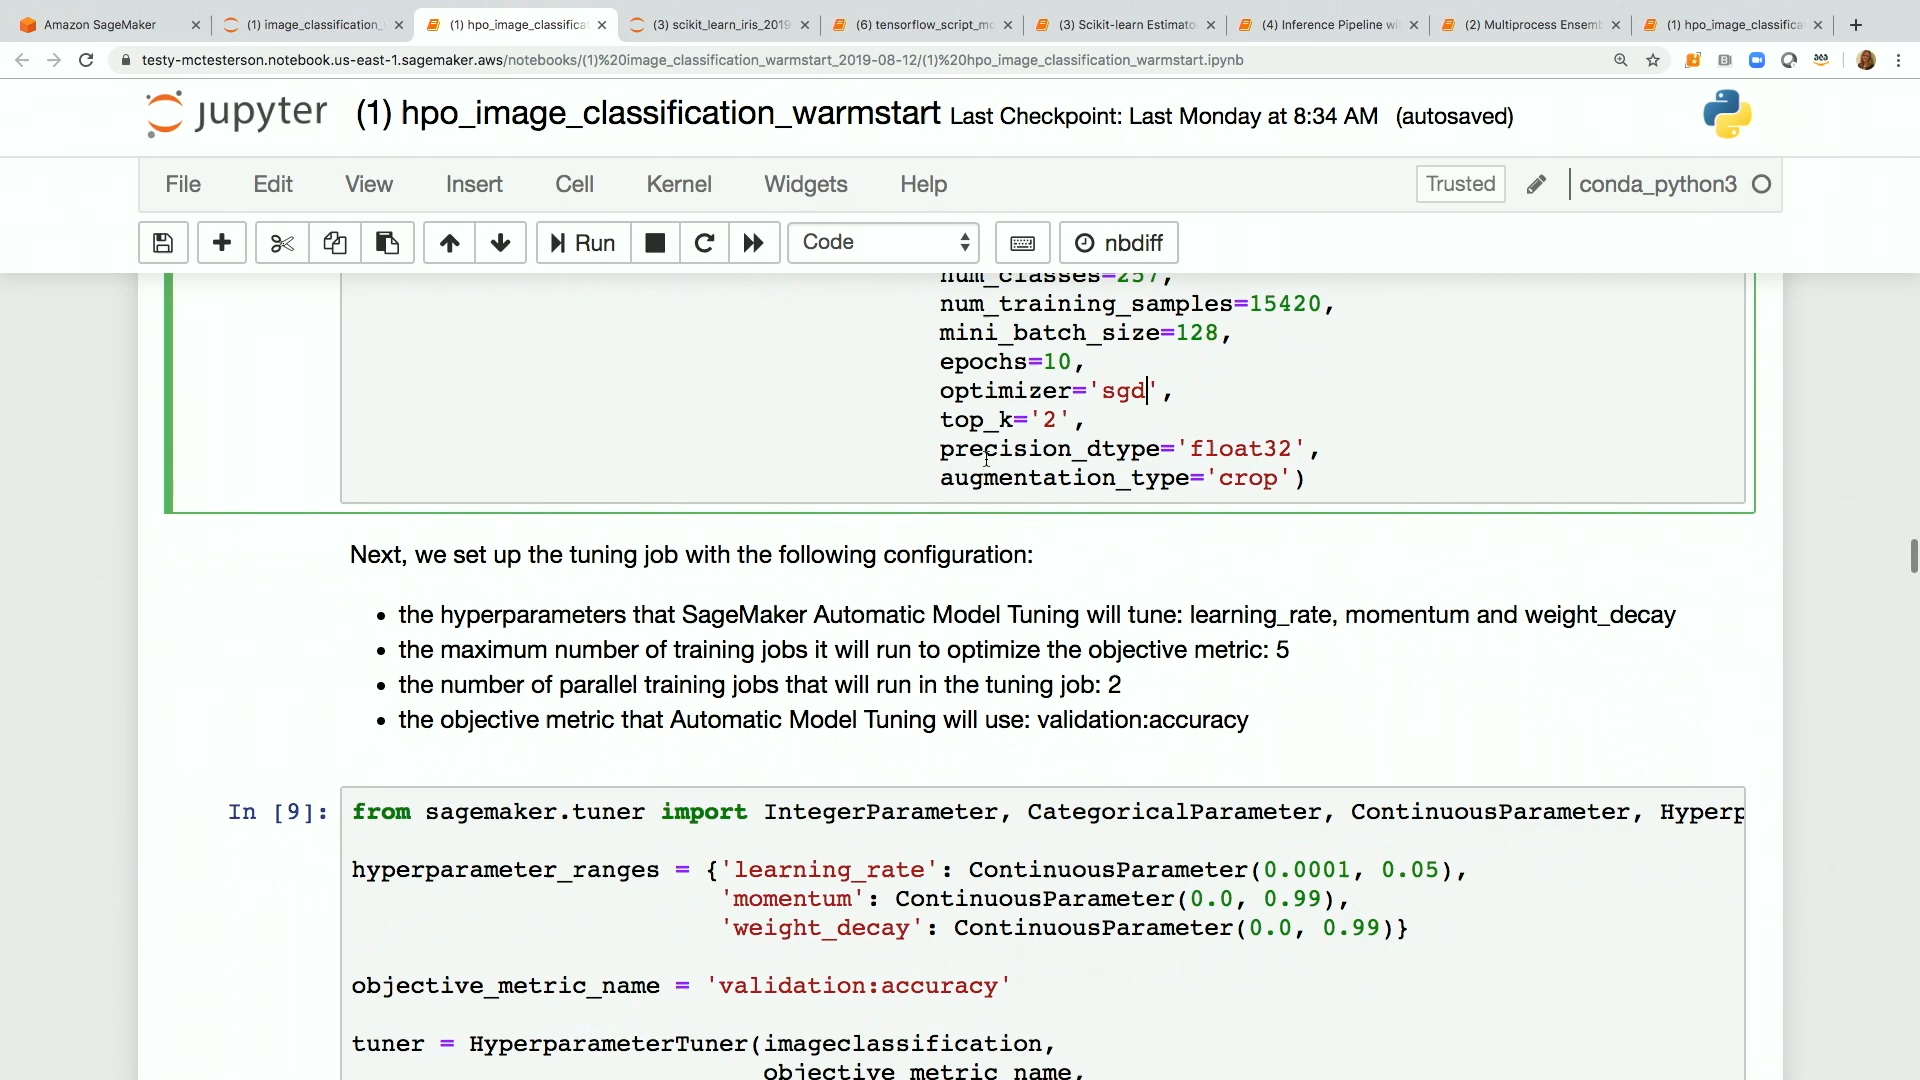 Amazon SageMaker
(1) image_classification_
(1) hpo_image_classifica
(3) scikit_learn_iris_2019
(6) tensorflow_script_mo
(3) Scikit-learn Estimato
(4) Inference Pipeline wi
(2) Multiprocess Ensemb
(1) hpo_image_classifica
testy-mctesterson.notebook.us-east-1.sagemaker.aws/notebooks/(1)%20image_classification_warmstart_2019-08-12/(1)%20hpo_image_classification_warmstart.ipynb
jupyter (1) hpo_image_classification_warmstart Last Checkpoint: Last Monday at 8:34 AM (autosaved)
File Edit View Insert Cell Kernel Widgets Help Trusted conda_python3
Run Code nbdiff
num_classes=257,
num_training_samples=15420,
mini_batch_size=128,
epochs=10,
optimizer='sgd',
top_k='2',
precision_dtype='float32',
augmentation_type='crop')
Next, we set up the tuning job with the following configuration:
• the hyperparameters that SageMaker Automatic Model Tuning will tune: learning_rate, momentum and weight_decay
• the maximum number of training jobs it will run to optimize the objective metric: 5
• the number of parallel training jobs that will run in the tuning job: 2
• the objective metric that Automatic Model Tuning will use: validation:accuracy
In [9]: from sagemaker.tuner import IntegerParameter, CategoricalParameter, ContinuousParameter, Hyperp
hyperparameter_ranges = {'learning_rate': ContinuousParameter(0.0001, 0.05),
'momentum': ContinuousParameter(0.0, 0.99),
'weight_decay': ContinuousParameter(0.0, 0.99)}
objective_metric_name = 'validation:accuracy'
tuner = HyperparameterTuner(imageclassification,
objective_metric_name,